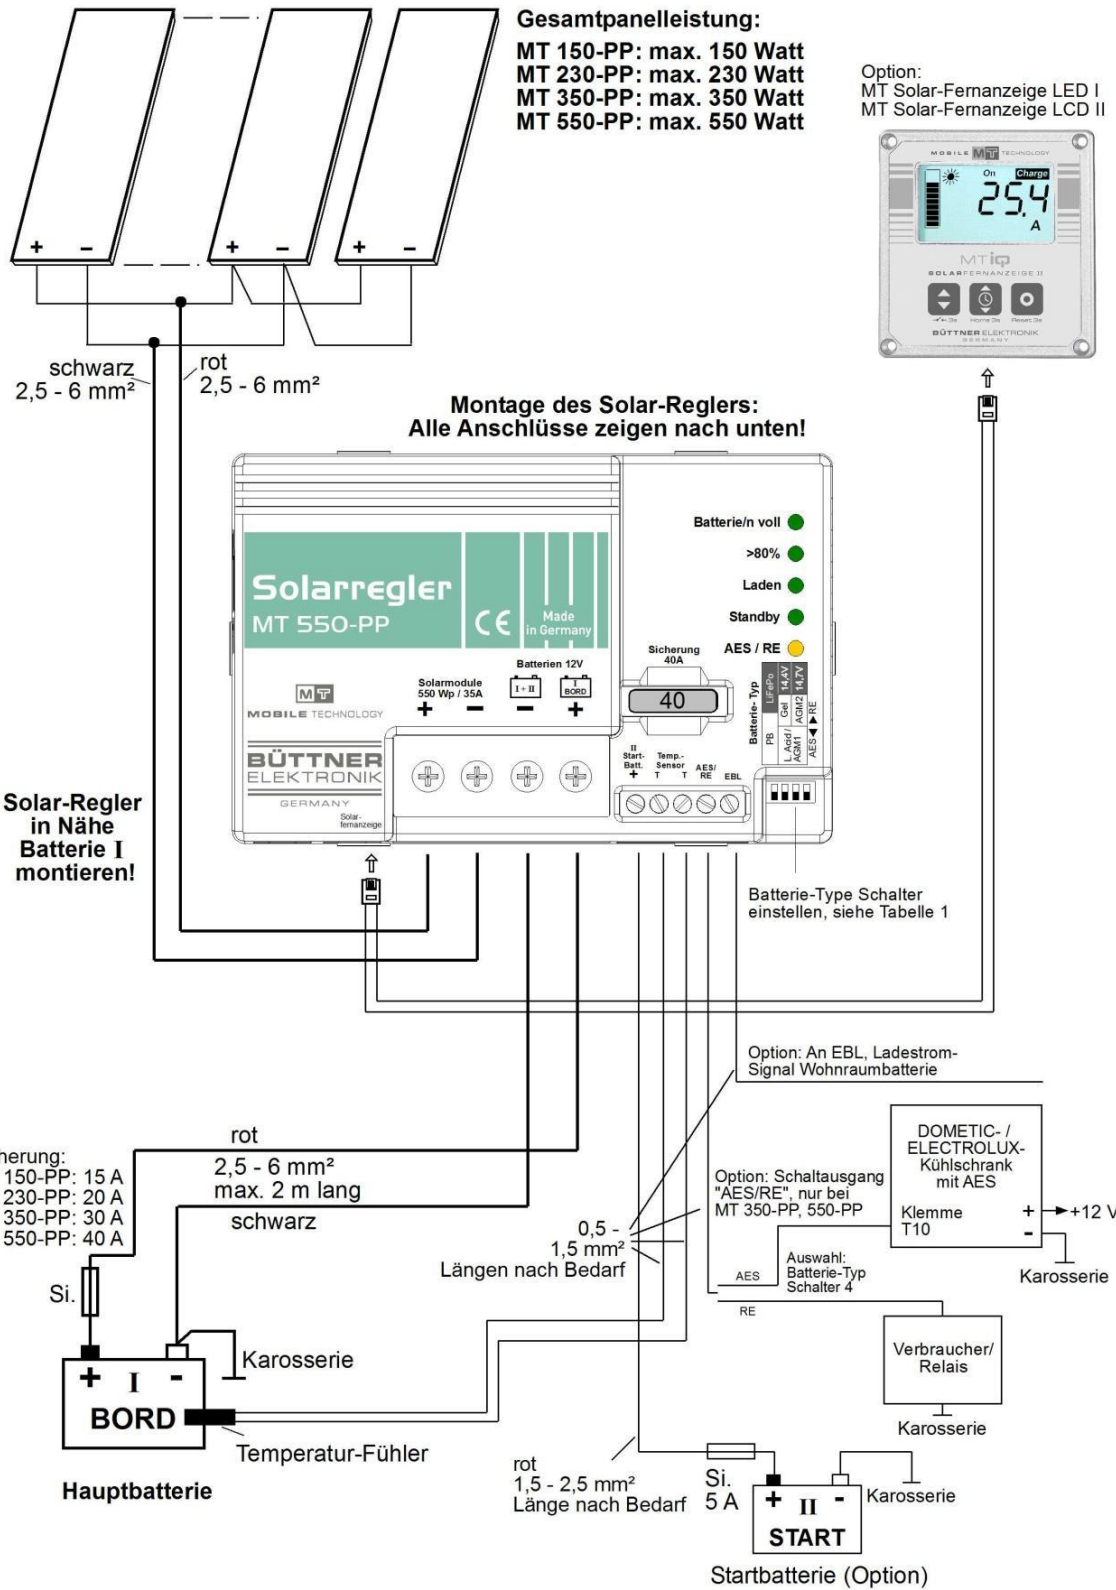 Gesamtpanelleistung:
MT 150-PP: max. 150 Watt
MT 230-PP: max. 230 Watt
MT 350-PP: max. 350 Watt
MT 550-PP: max. 550 Watt
Option:
MT Solar-Fernanzeige LED I
MT Solar-Fernanzeige LCD II
MOBILE MT TECHNOLOGY
On Charge
25.4
A
MT iQ
SOLARFERNANZEIGE II
3s Home 3s Reset 3s
BÜTTNER ELEKTRONIK
GERMANY
+ − + − + −
schwarz
2,5 - 6 mm²
rot
2,5 - 6 mm²
Montage des Solar-Reglers:
Alle Anschlüsse zeigen nach unten!
Batterie/n voll
>80%
Laden
Standby
AES / RE
Solarregler
MT 550-PP
CE
Made
in Germany
Sicherung
40A
40
Batterien 12V
I + II
I
BORD
Solarmodule
550 Wp / 35A
+ − − +
MT
MOBILE TECHNOLOGY
BÜTTNER
ELEKTRONIK
GERMANY
Solar-
fernanzeige
Batterie- Typ
LiFePo
PB
Gel 14,4V
AGM2 14,7V
L. Acid /
AGM1
AES ◄ ► RE
II
Start-
Batt.
+
Temp.-
Sensor
T T
AES/
RE
EBL
Solar-Regler
in Nähe
Batterie I
montieren!
Batterie-Type Schalter
einstellen, siehe Tabelle 1
Option: An EBL, Ladestrom-
Signal Wohnraumbatterie
herung:
150-PP: 15 A
230-PP: 20 A
350-PP: 30 A
550-PP: 40 A
rot
2,5 - 6 mm²
max. 2 m lang
schwarz
Si.
0,5 -
1,5 mm²
Längen nach Bedarf
Option: Schaltausgang
"AES/RE", nur bei
MT 350-PP, 550-PP
DOMETIC- /
ELECTROLUX-
Kühlschrank
mit AES
Klemme
T10
+
-
+12 V
Karosserie
AES
RE
Auswahl:
Batterie-Typ
Schalter 4
Verbraucher/
Relais
Karosserie
Karosserie
+ I -
BORD
Temperatur-Fühler
Hauptbatterie
rot
1,5 - 2,5 mm²
Länge nach Bedarf
Si.
5 A
+ II -
START
Karosserie
Startbatterie (Option)